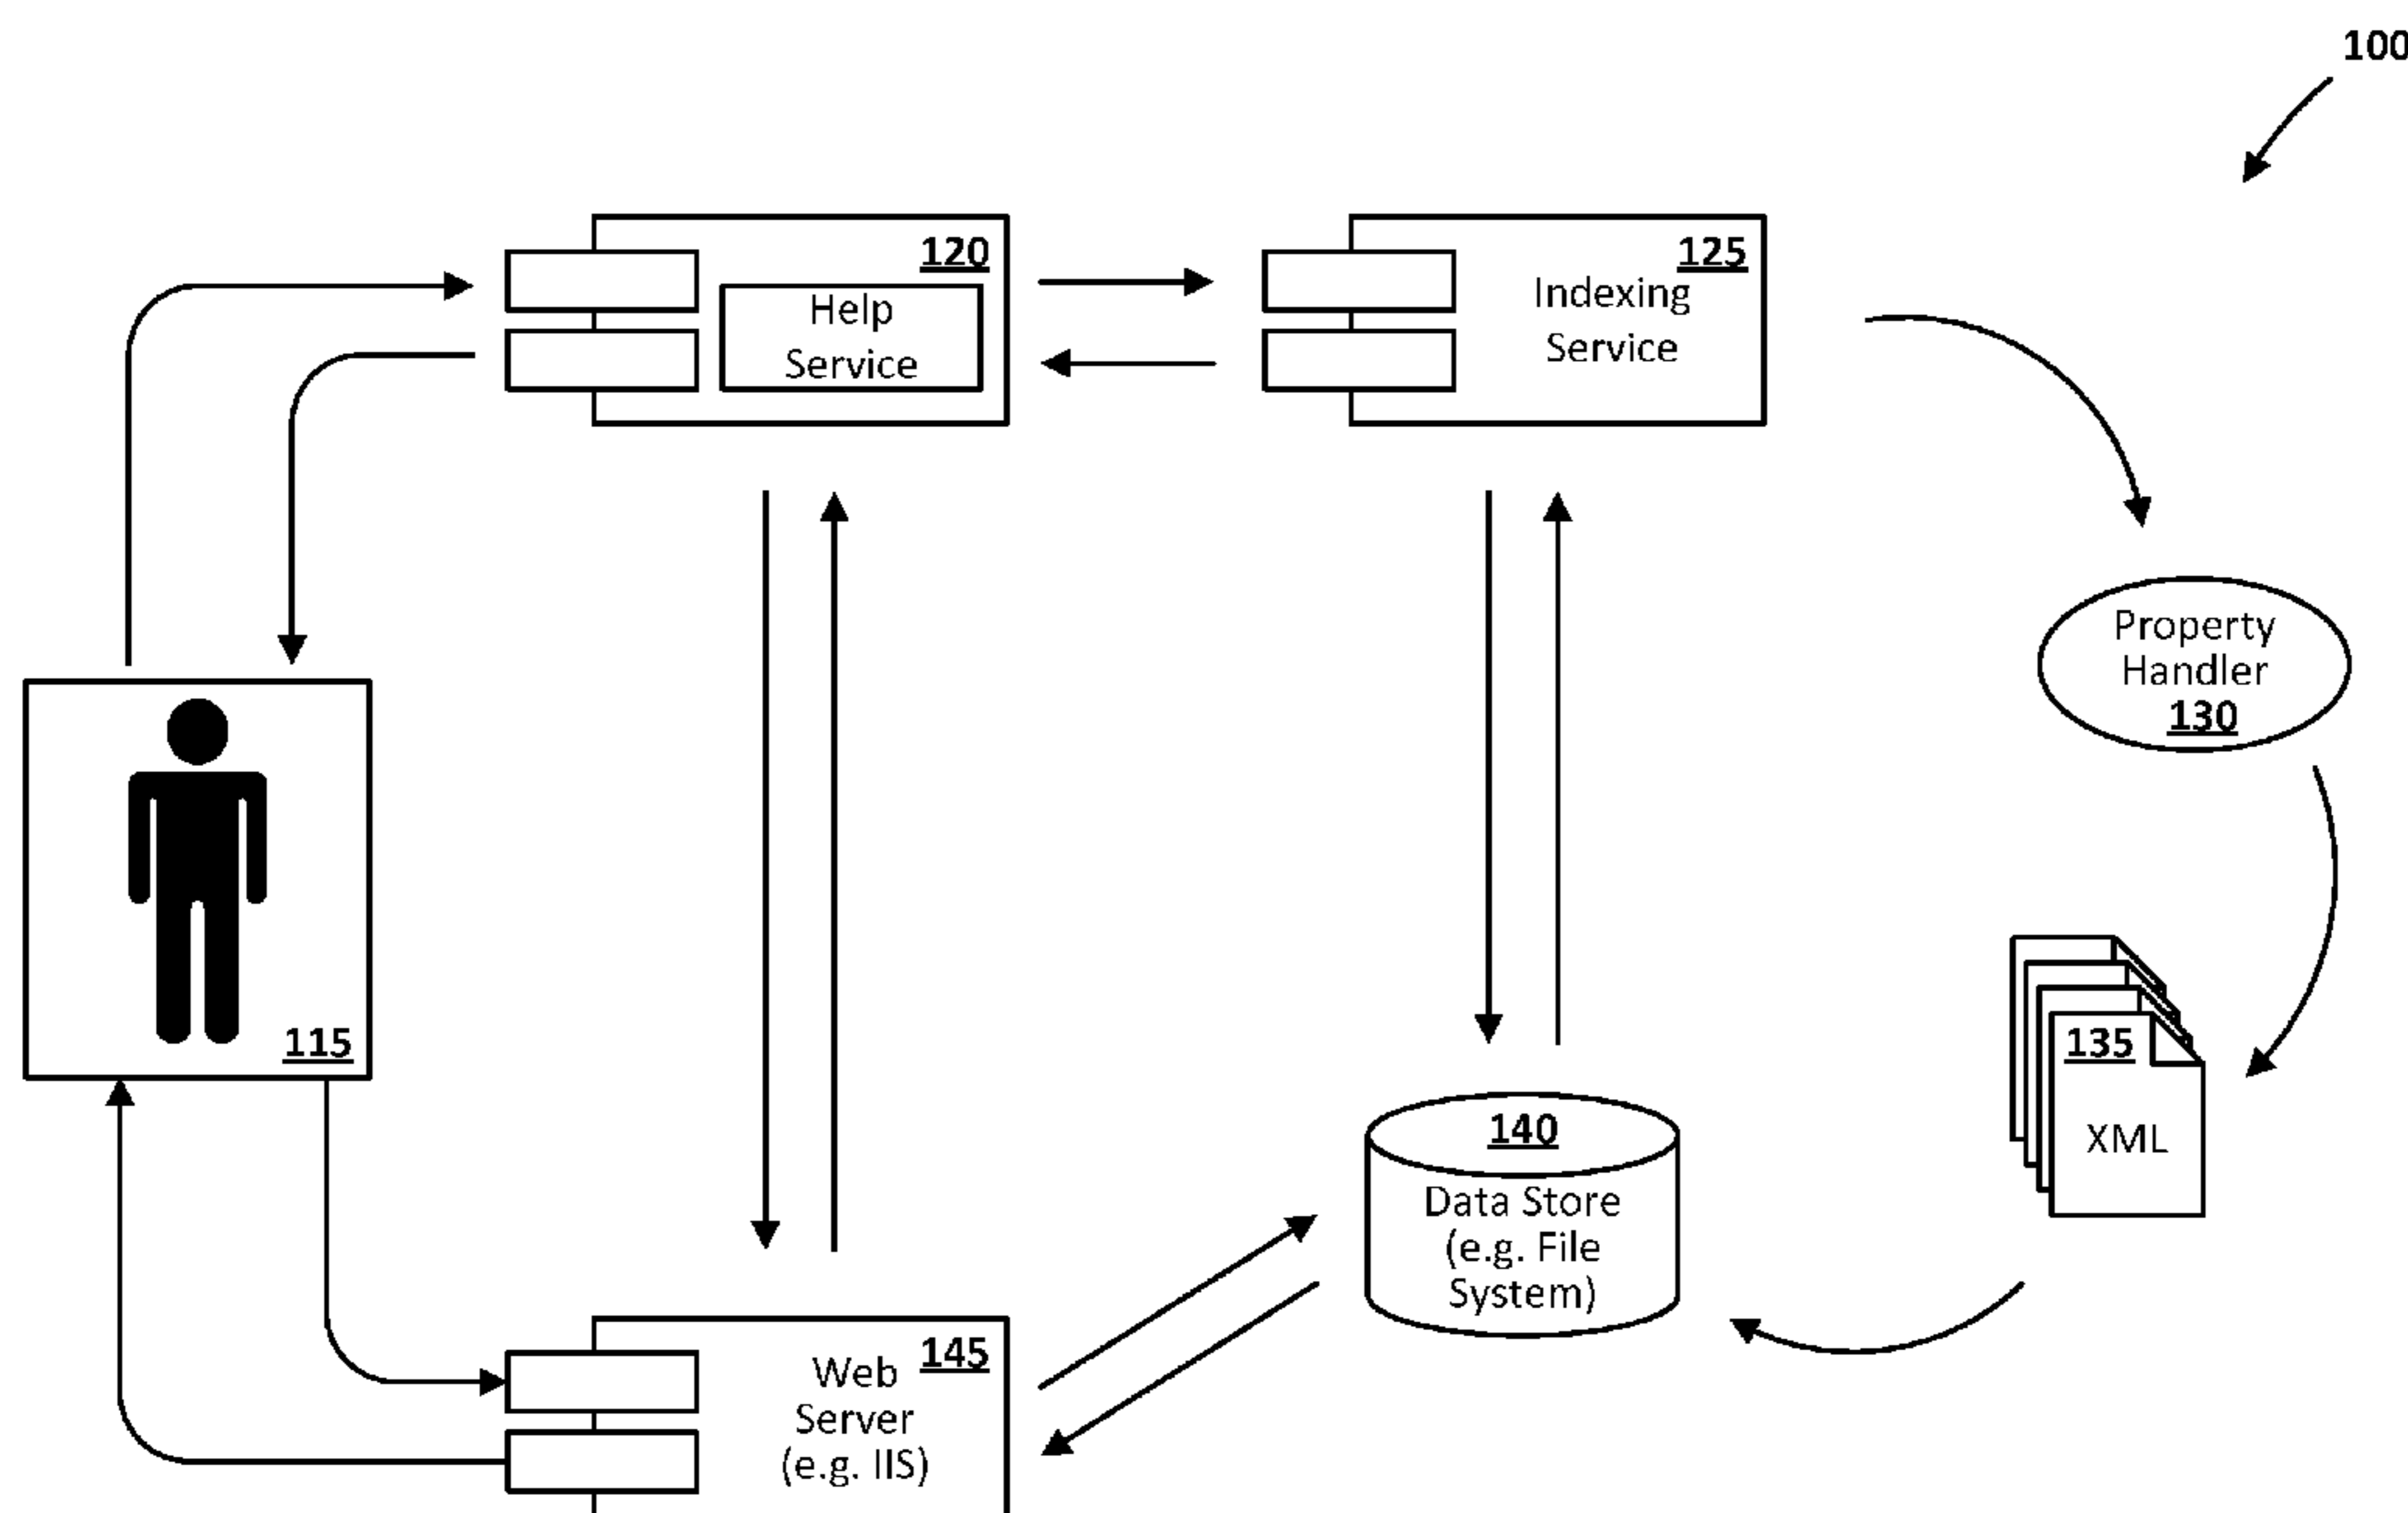 100
120
Help
Service
125
Indexing
Service
Property
Handler
130
115
135
XML
140
Data Store
(e.g. File
System)
145
Web
Server
(e.g. IIS)